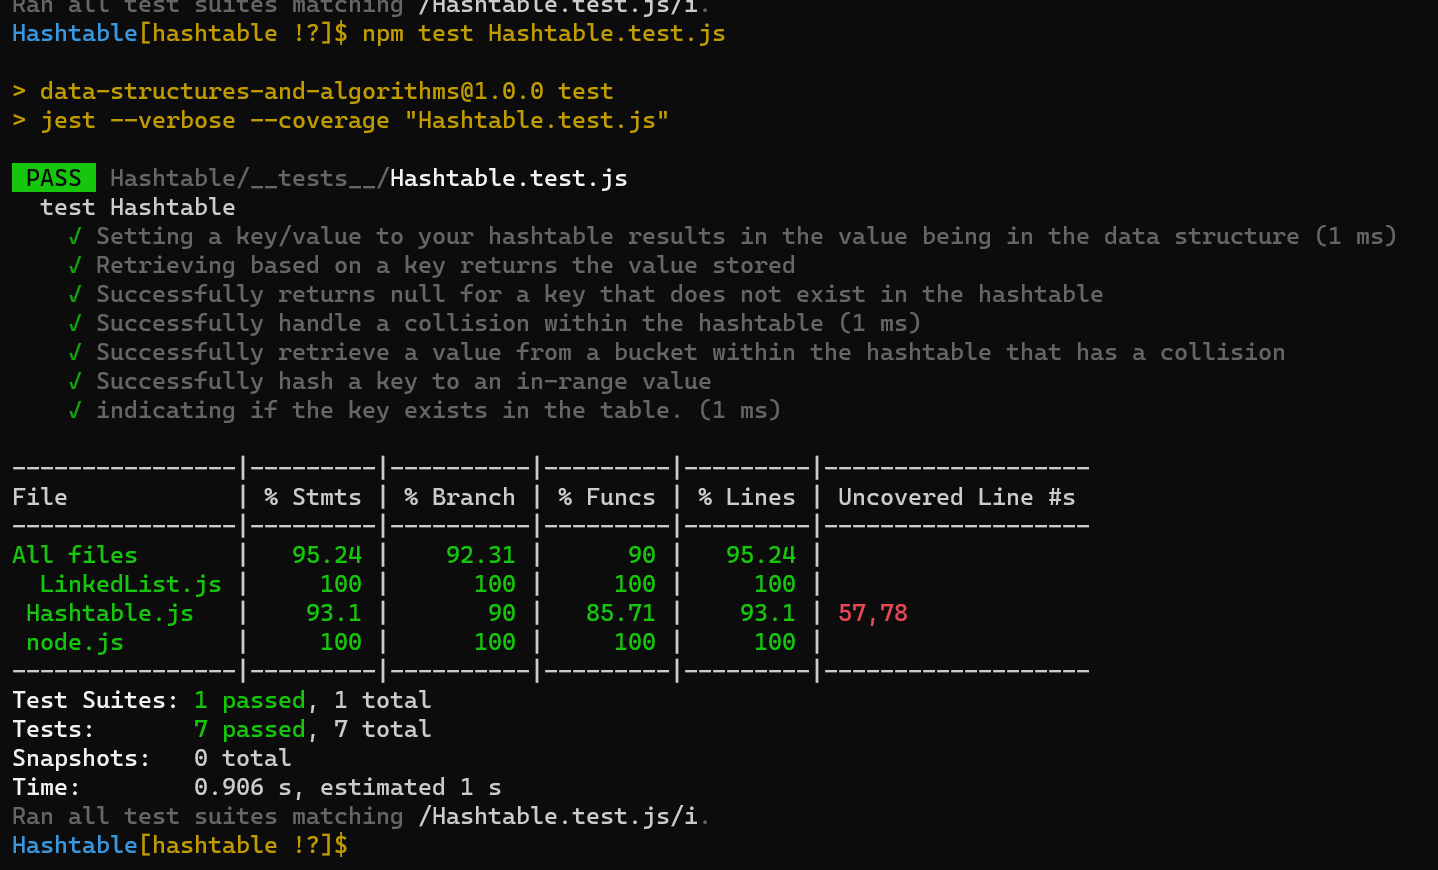 Ran all test suites matching /Hashtable.test.js/i.
Hashtable[hashtable !?]$ npm test Hashtable.test.js
> data-structures-and-algorithms@1.0.0 test
> jest --verbose --coverage "Hashtable.test.js"
PASS Hashtable/__tests__/Hashtable.test.js
test Hashtable
√ Setting a key/value to your hashtable results in the value being in the data structure (1 ms)
√ Retrieving based on a key returns the value stored
√ Successfully returns null for a key that does not exist in the hashtable
√ Successfully handle a collision within the hashtable (1 ms)
√ Successfully retrieve a value from a bucket within the hashtable that has a collision
√ Successfully hash a key to an in-range value
√ indicating if the key exists in the table. (1 ms)
----------------|---------|----------|---------|---------|-------------------
File            | % Stmts | % Branch | % Funcs | % Lines | Uncovered Line #s
----------------|---------|----------|---------|---------|-------------------
All files       |   95.24 |    92.31 |      90 |   95.24 |
  LinkedList.js |     100 |      100 |     100 |     100 |
 Hashtable.js   |    93.1 |       90 |   85.71 |    93.1 | 57,78
 node.js        |     100 |      100 |     100 |     100 |
----------------|---------|----------|---------|---------|-------------------
Test Suites: 1 passed, 1 total
Tests:       7 passed, 7 total
Snapshots:   0 total
Time:        0.906 s, estimated 1 s
Ran all test suites matching /Hashtable.test.js/i.
Hashtable[hashtable !?]$